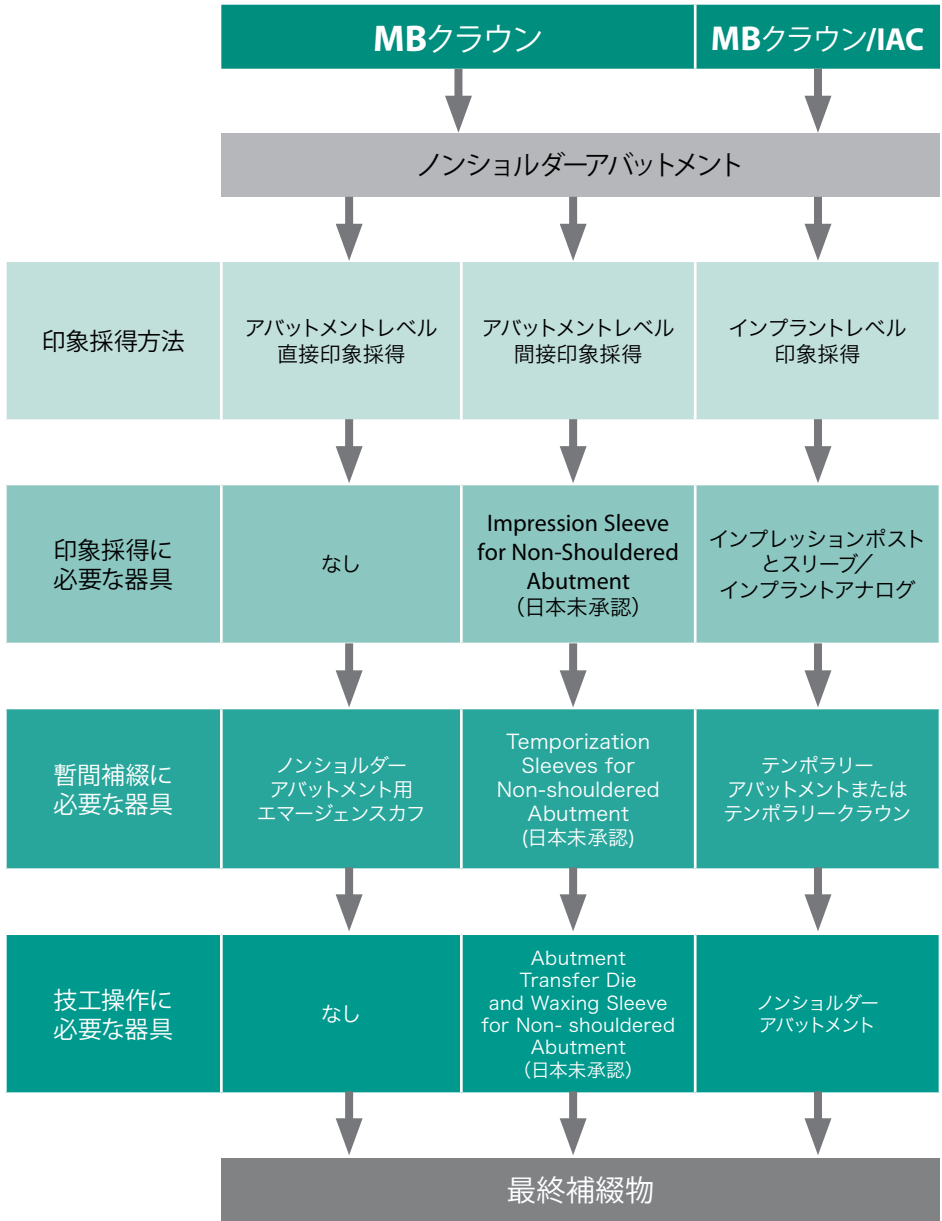 MBクラウン
MBクラウン/IAC
ノンショルダーアバットメント
印象採得方法
アバットメントレベル
直接印象採得
アバットメントレベル
間接印象採得
インプラントレベル
印象採得
印象採得に
必要な器具
なし
Impression Sleeve
for Non-Shouldered
Abutment
（日本未承認）
インプレッションポスト
とスリーブ／
インプラントアナログ
暫間補綴に
必要な器具
ノンショルダー
アバットメント用
エマージェンスカフ
Temporization
Sleeves for
Non-shouldered
Abutment
(日本未承認)
テンポラリー
アバットメントまたは
テンポラリークラウン
技工操作に
必要な器具
なし
Abutment
Transfer Die
and Waxing Sleeve
for Non- shouldered
Abutment
（日本未承認）
ノンショルダー
アバットメント
最終補綴物